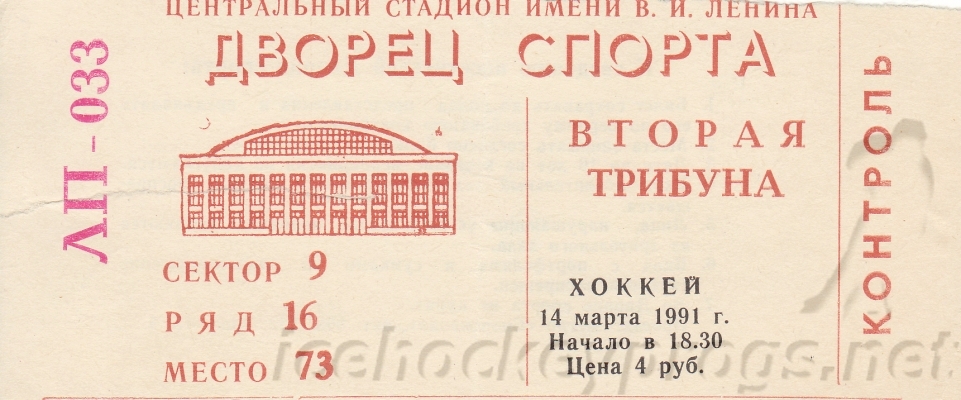 ЦЕНТРАЛЬНЫЙ СТАДИОН ИМЕНИ В. И. ЛЕНИНА
ДВОРЕЦ СПОРТА
ЛП-033
ВТОРАЯ
ТРИБУНА
СЕКТОР 9
РЯД 16
МЕСТО 73
ХОККЕЙ
14 марта 1991 г.
Начало в 18.30
Цена 4 руб.
КОНТРОЛЬ
icehockeyprogs.net